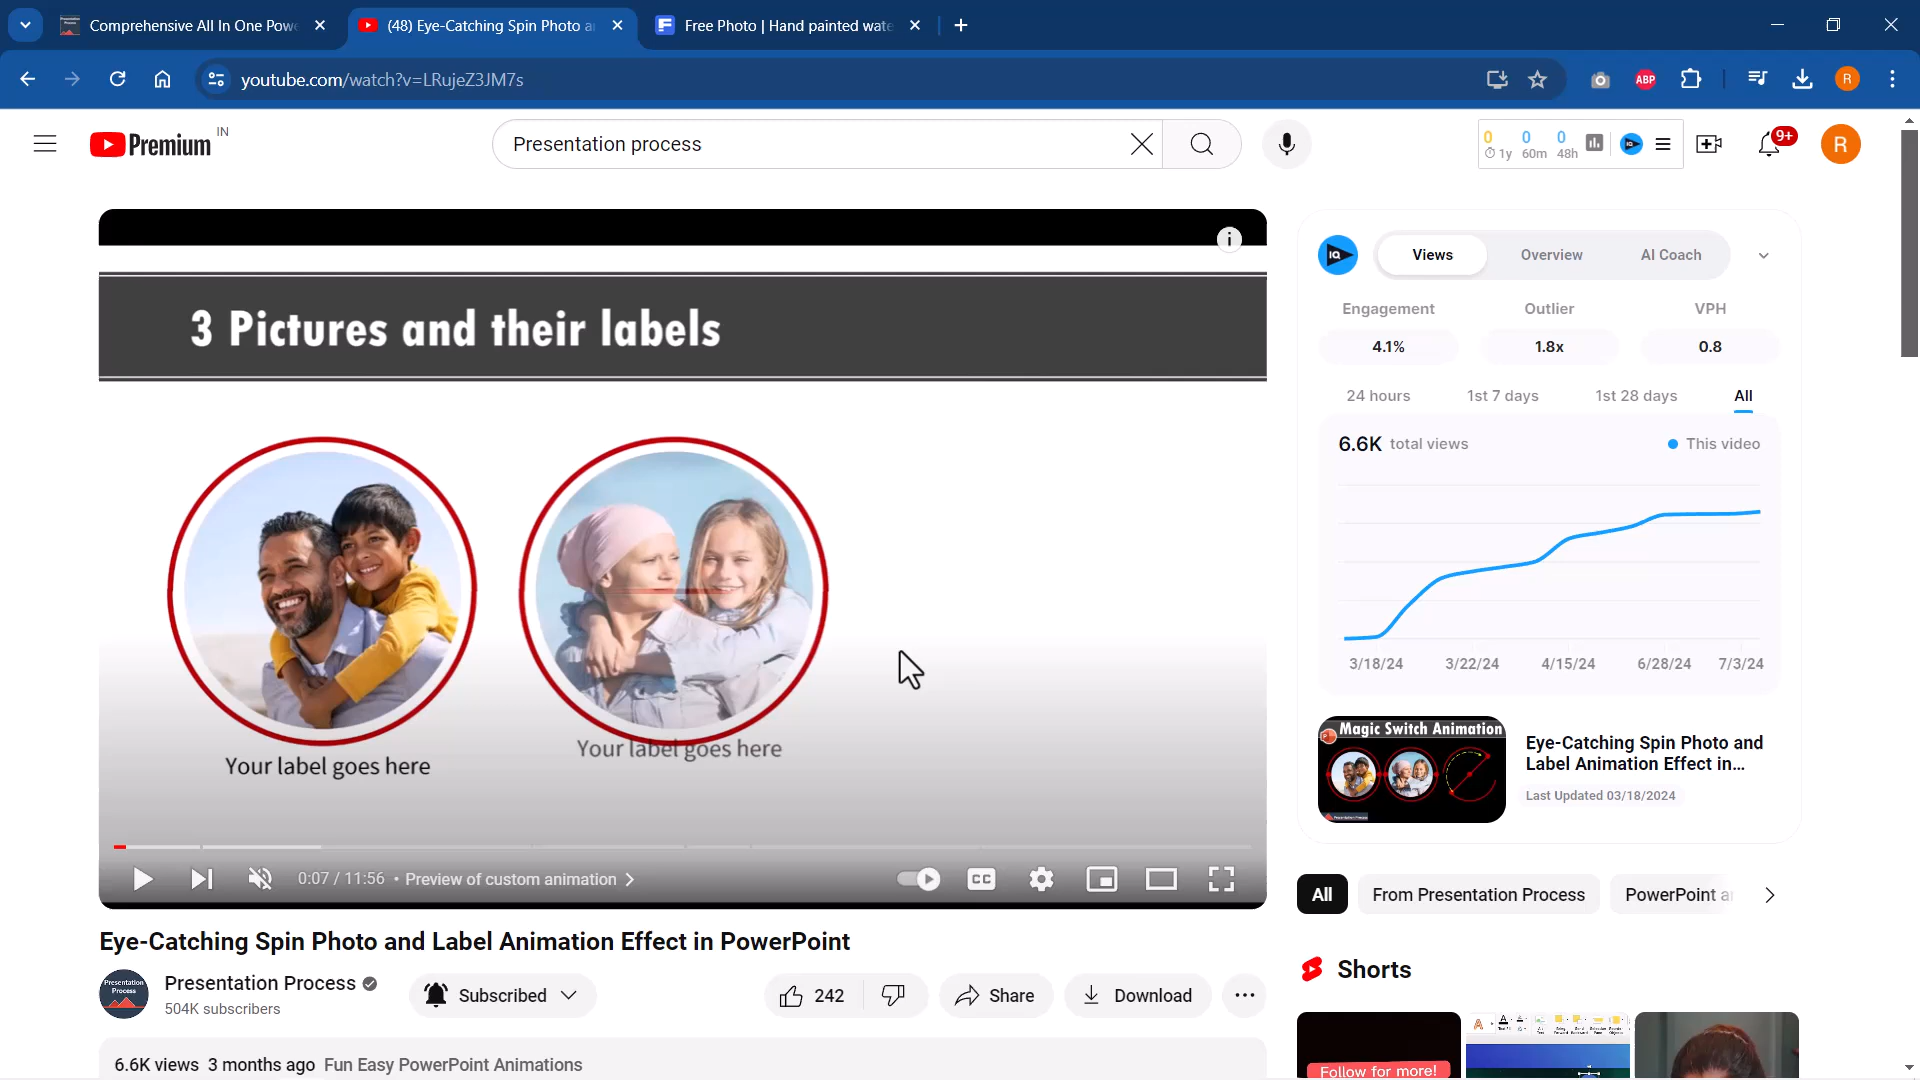 Comprehensive All In One Pow
(48) Eye-Catching Spin Photo a
Free Photo | Hand painted wate
youtube.com/watch?v=LRujeZ3JM7s
ABP
R
Premium
IN
Presentation process
0 0 0
1y 60m 48h
IQ
9+
R
3 Pictures and their labels
Your label goes here
Your label goes here
0:07 / 11:56 • Preview of custom animation
CC
Eye-Catching Spin Photo and Label Animation Effect in PowerPoint
Presentation Process
Presentation Process
504K subscribers
Subscribed
242
Share
Download
6.6K views 3 months ago Fun Easy PowerPoint Animations
IQ
Views Overview AI Coach
Engagement Outlier VPH
4.1% 1.8x 0.8
24 hours 1st 7 days 1st 28 days All
6.6K total views
This video
3/18/24 3/22/24 4/15/24 6/28/24 7/3/24
Magic Switch Animation
Eye-Catching Spin Photo and
Label Animation Effect in...
Last Updated 03/18/2024
All From Presentation Process PowerPoint a
Shorts
Follow for more!